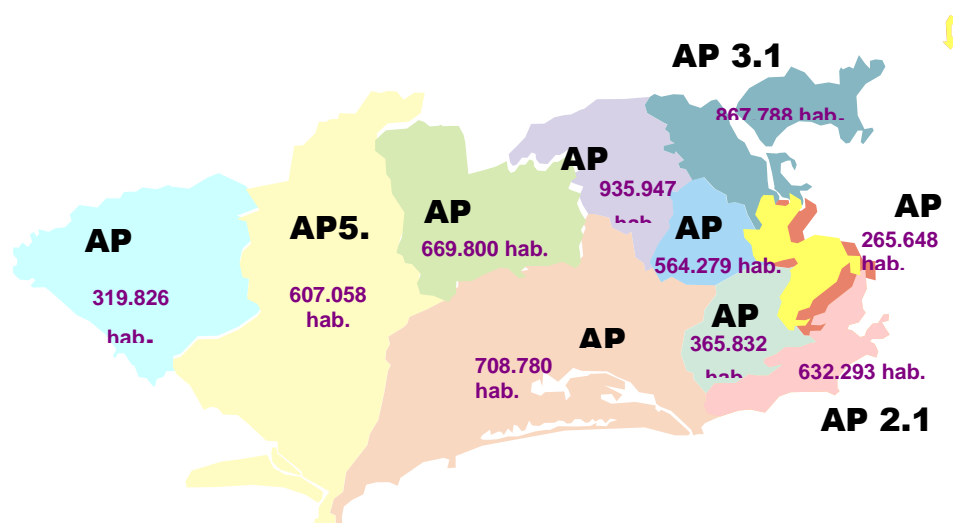 AP 3.1
867.788 hab.
AP
935.947
hab.
AP
265.648
hab.
AP
669.800 hab.
AP
564.279 hab.
AP5.
607.058
hab.
AP
319.826
hab.
AP
365.832
hab
AP
708.780
hab.
632.293 hab.
AP 2.1